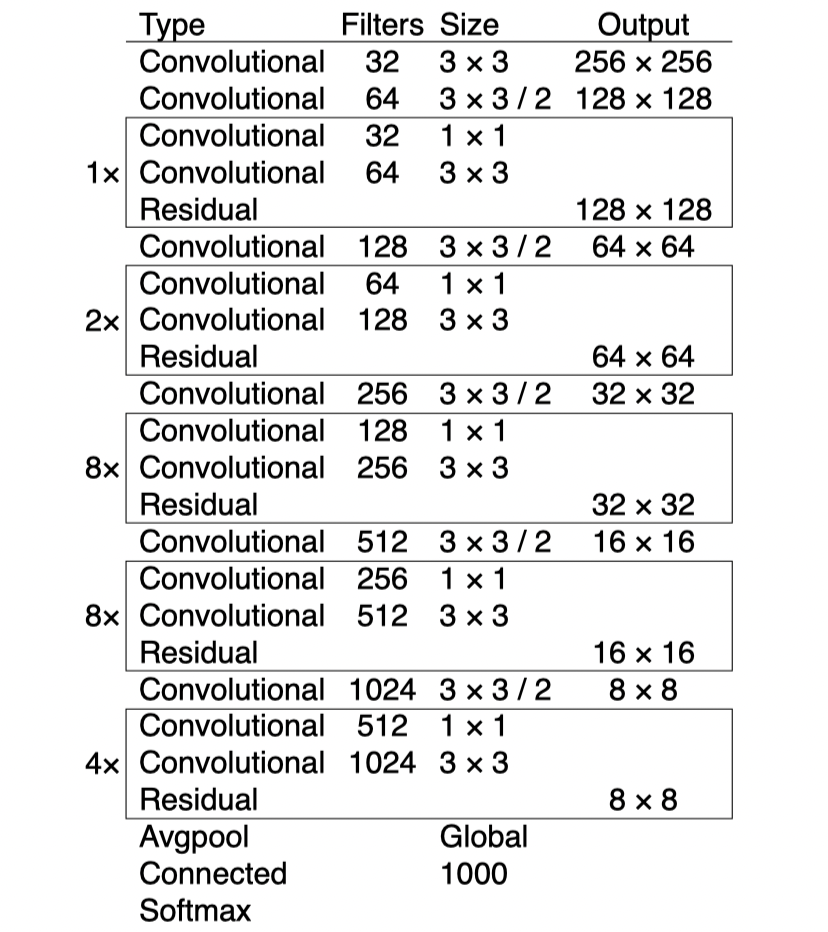 Type Filters Size Output
Convolutional 32 3 × 3 256 × 256
Convolutional 64 3 × 3 / 2 128 × 128
Convolutional 32 1 × 1
1× Convolutional 64 3 × 3
Residual 128 × 128
Convolutional 128 3 × 3 / 2 64 × 64
Convolutional 64 1 × 1
2× Convolutional 128 3 × 3
Residual 64 × 64
Convolutional 256 3 × 3 / 2 32 × 32
Convolutional 128 1 × 1
8× Convolutional 256 3 × 3
Residual 32 × 32
Convolutional 512 3 × 3 / 2 16 × 16
Convolutional 256 1 × 1
8× Convolutional 512 3 × 3
Residual 16 × 16
Convolutional 1024 3 × 3 / 2 8 × 8
Convolutional 512 1 × 1
4× Convolutional 1024 3 × 3
Residual 8 × 8
Avgpool Global
Connected 1000
Softmax